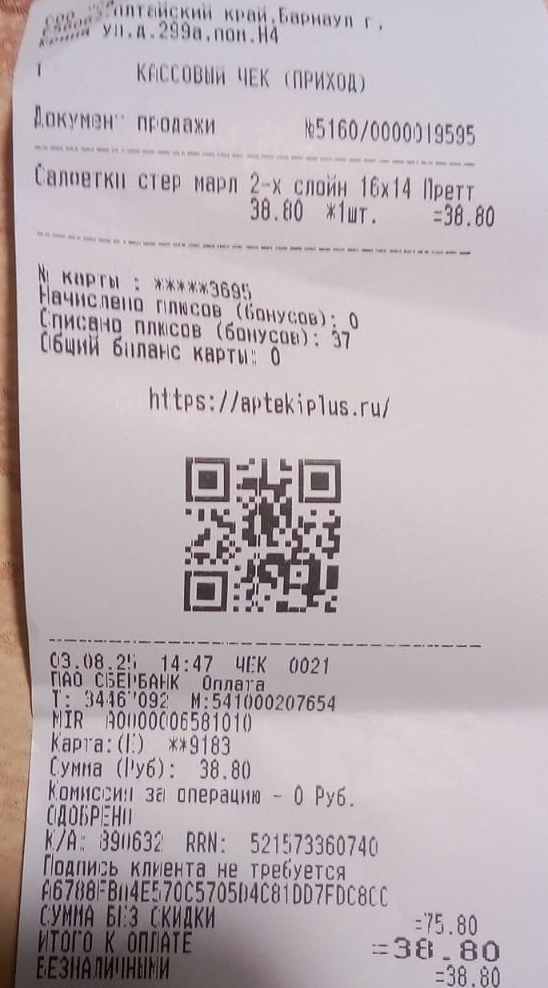 Алтайский край, Барнаул г,
ул,д.299а,пом.Н4
1 КАССОВЫЙ ЧЕК (ПРИХОД)
Документ продажи №5160/0000019595
Салфетки стер марл 2-х слойн 16х14 Претт
38.80 *1шт. =38.80
№ карты : *****3695
Начислено плюсов (бонусов): 0
Списано плюсов (бонусов): 37
Общий баланс карты: 0
https://aptekiplus.ru/
03.08.25 14:47 ЧЕК 0021
ПАО СБЕРБАНК Оплата
Т: M:541000207654
MIR A0000006581010
Карта:(E) **9183
Сумма (Руб): 38.80
Комиссия за операцию - 0 Руб.
ОДОБРЕНО
К/А: 890632 RRN: 521573360740
Подпись клиента не требуется
СУММА БЕЗ СКИДКИ =75.80
ИТОГО К ОПЛАТЕ =38.80
БЕЗНАЛИЧНЫМИ =38.80